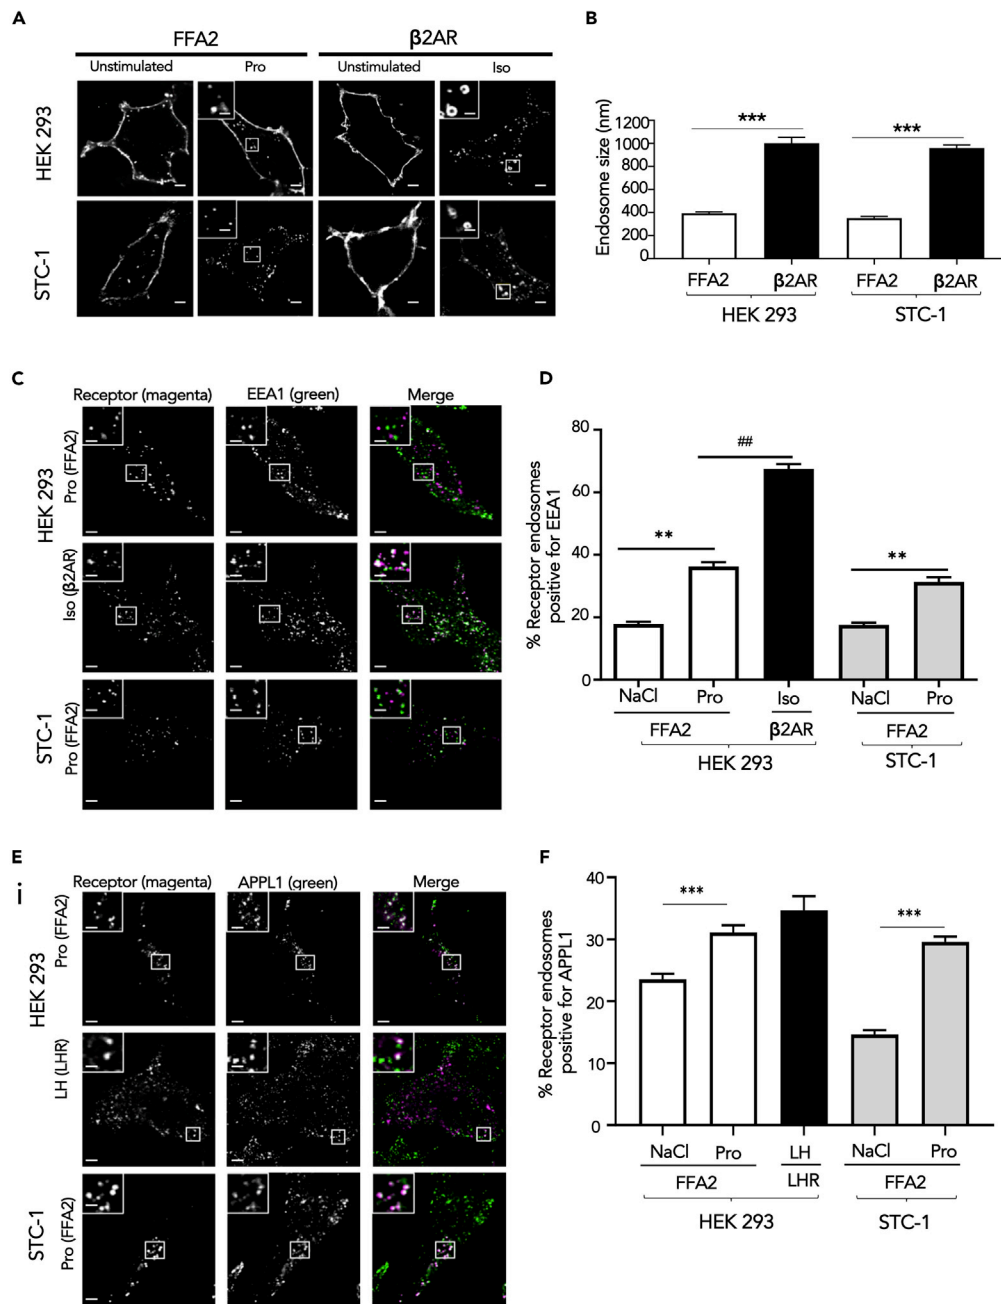 A
FFA2 β2AR
Unstimulated Pro Unstimulated Iso
HEK 293
STC-1
B
Endosome size (nm)
1200
1000
800
600
400
200
0
*** ***
FFA2 β2AR FFA2 β2AR
HEK 293 STC-1
C
Receptor (magenta) EEA1 (green) Merge
HEK 293
Pro (FFA2)
Iso (β2AR)
STC-1
Pro (FFA2)
D
% Receptor endosomes
positive for EEA1
80
60
40
20
0
** ## **
NaCl Pro Iso NaCl Pro
FFA2 β2AR FFA2
HEK 293 STC-1
E
i
Receptor (magenta) APPL1 (green) Merge
HEK 293
Pro (FFA2)
LH (LHR)
STC-1
Pro (FFA2)
F
% Receptor endosomes
positive for APPL1
40
30
20
10
0
*** ***
NaCl Pro LH NaCl Pro
FFA2 LHR FFA2
HEK 293 STC-1